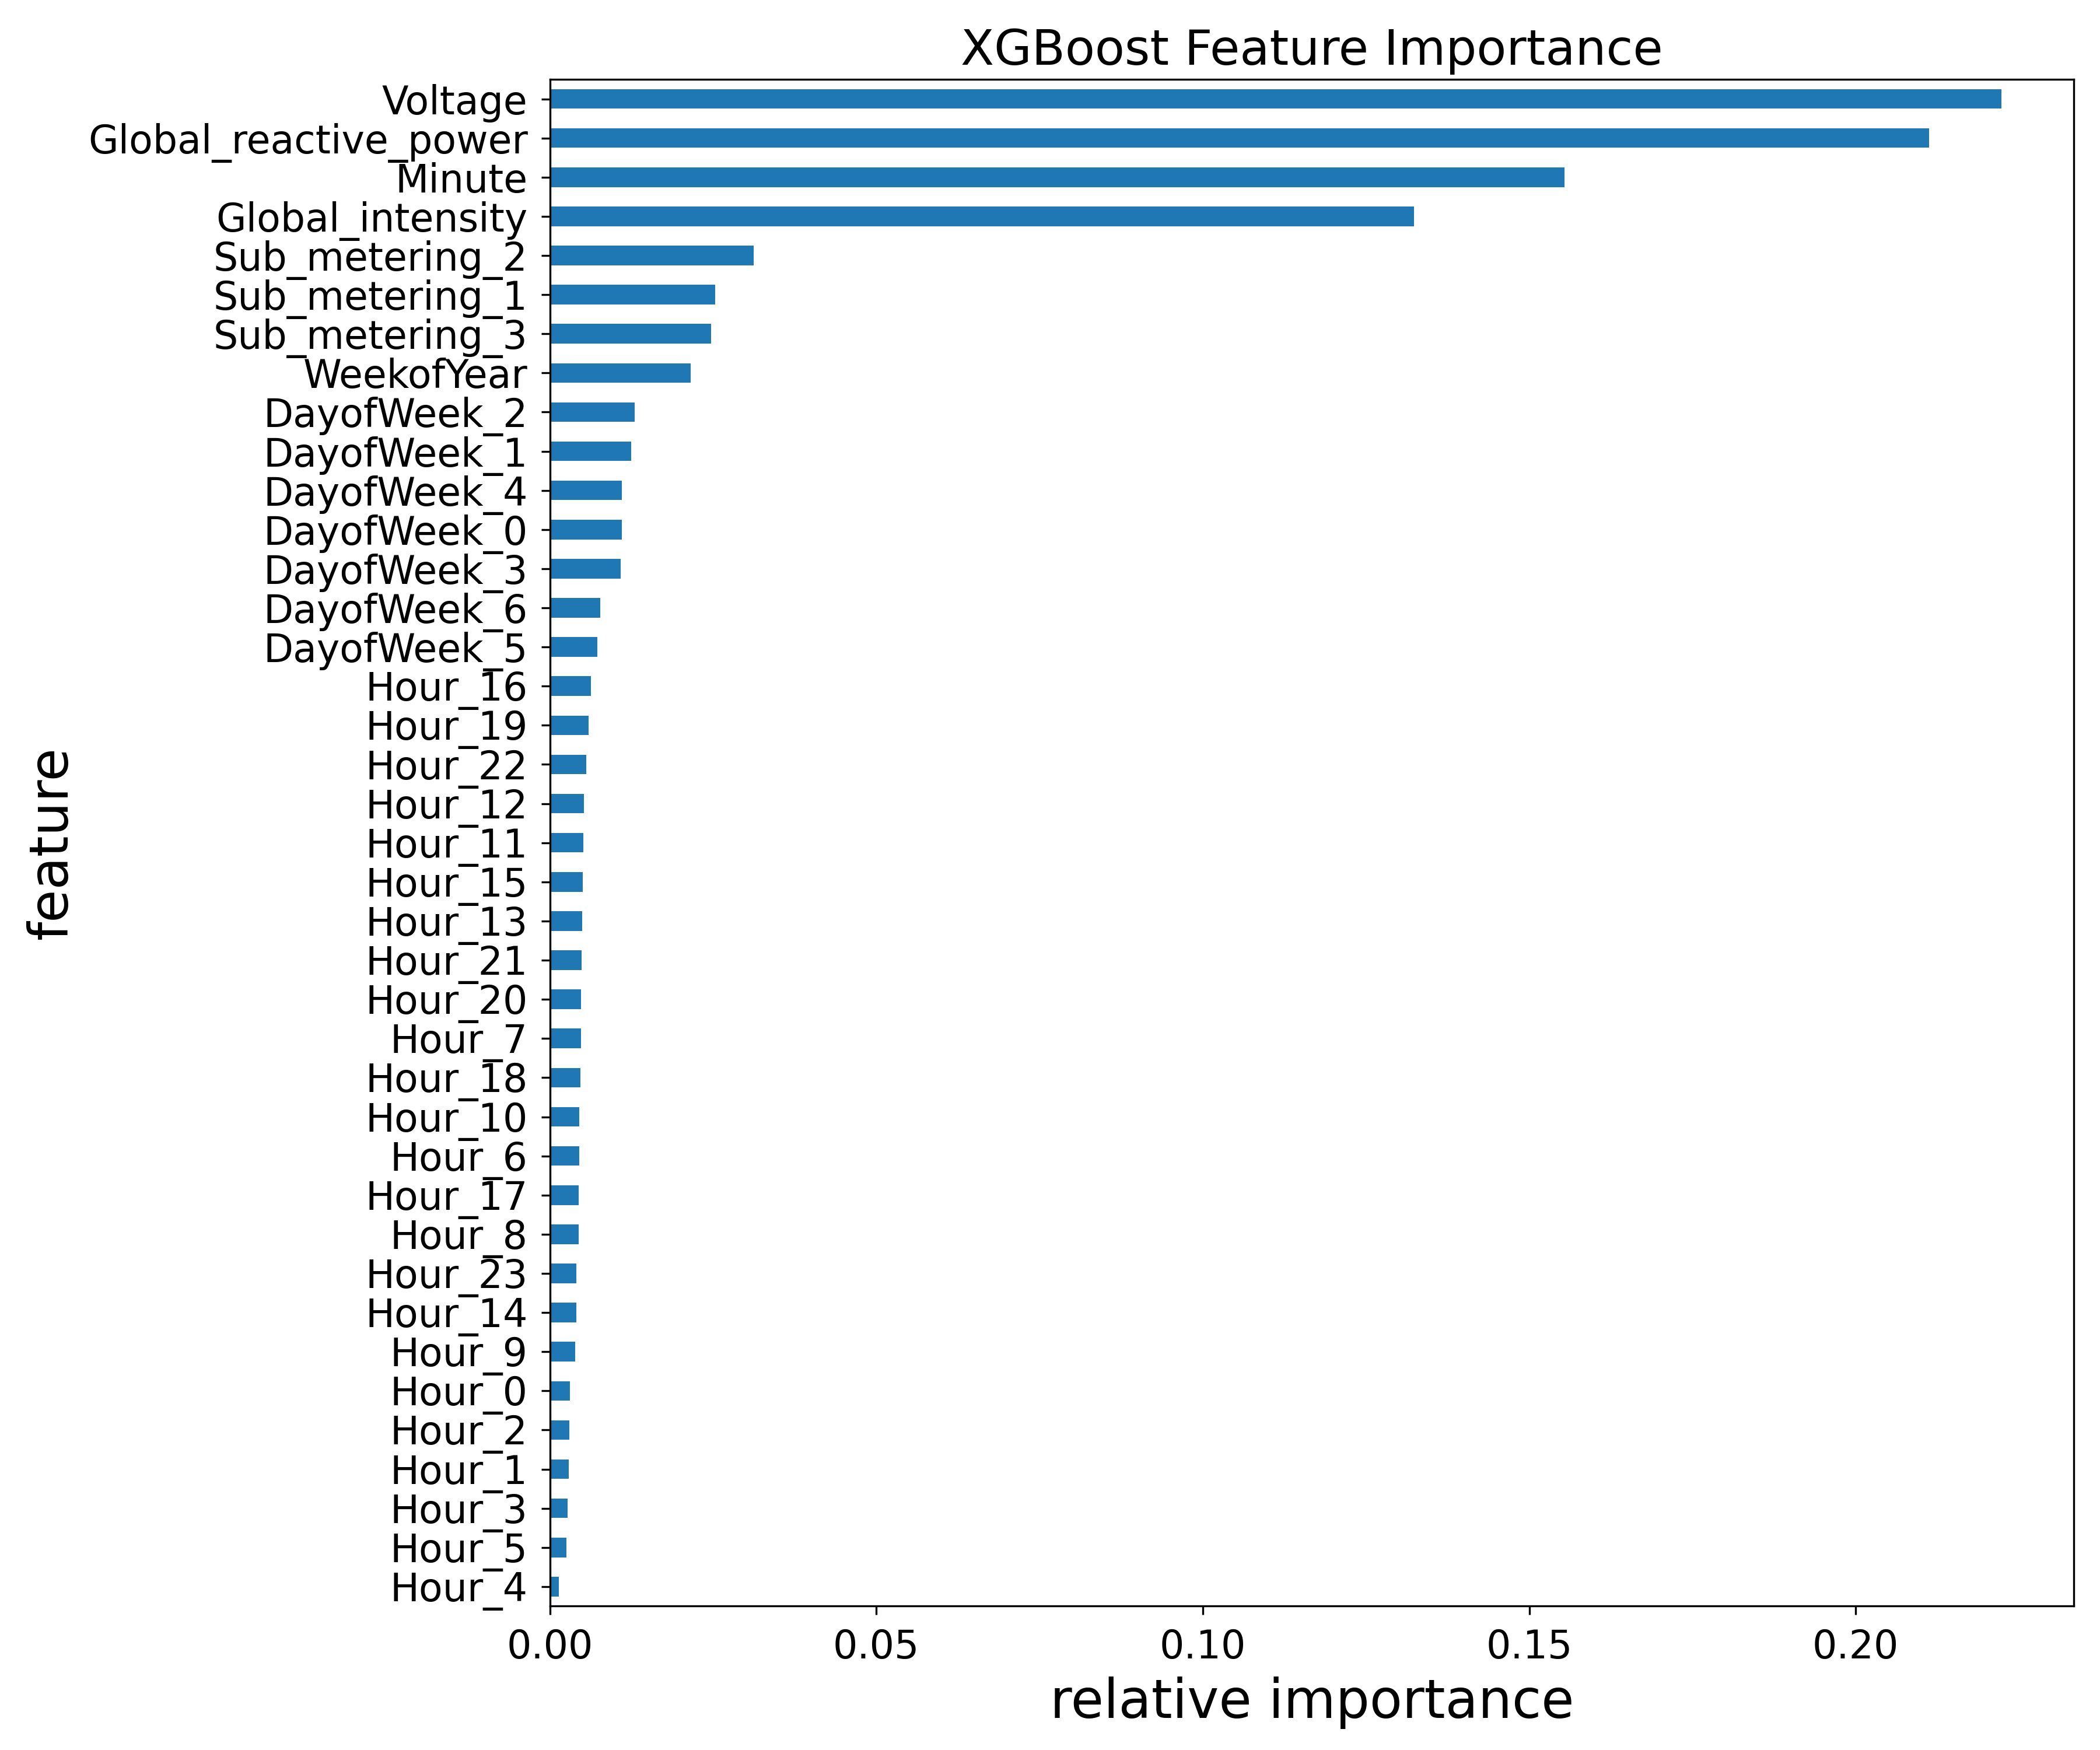 XGBoost Feature Importance
Voltage
Global_reactive_power
Minute
Global_intensity
Sub_metering_2
Sub_metering_1
Sub_metering_3
WeekofYear
DayofWeek_2
DayofWeek_1
DayofWeek_4
DayofWeek_0
DayofWeek_3
DayofWeek_6
DayofWeek_5
Hour_16
Hour_19
Hour_22
Hour_12
Hour_11
Hour_15
Hour_13
Hour_21
Hour_20
Hour_7
Hour_18
Hour_10
Hour_6
Hour_17
Hour_8
Hour_23
Hour_14
Hour_9
Hour_0
Hour_2
Hour_1
Hour_3
Hour_5
Hour_4
feature
0.00 0.05 0.10 0.15 0.20
relative importance